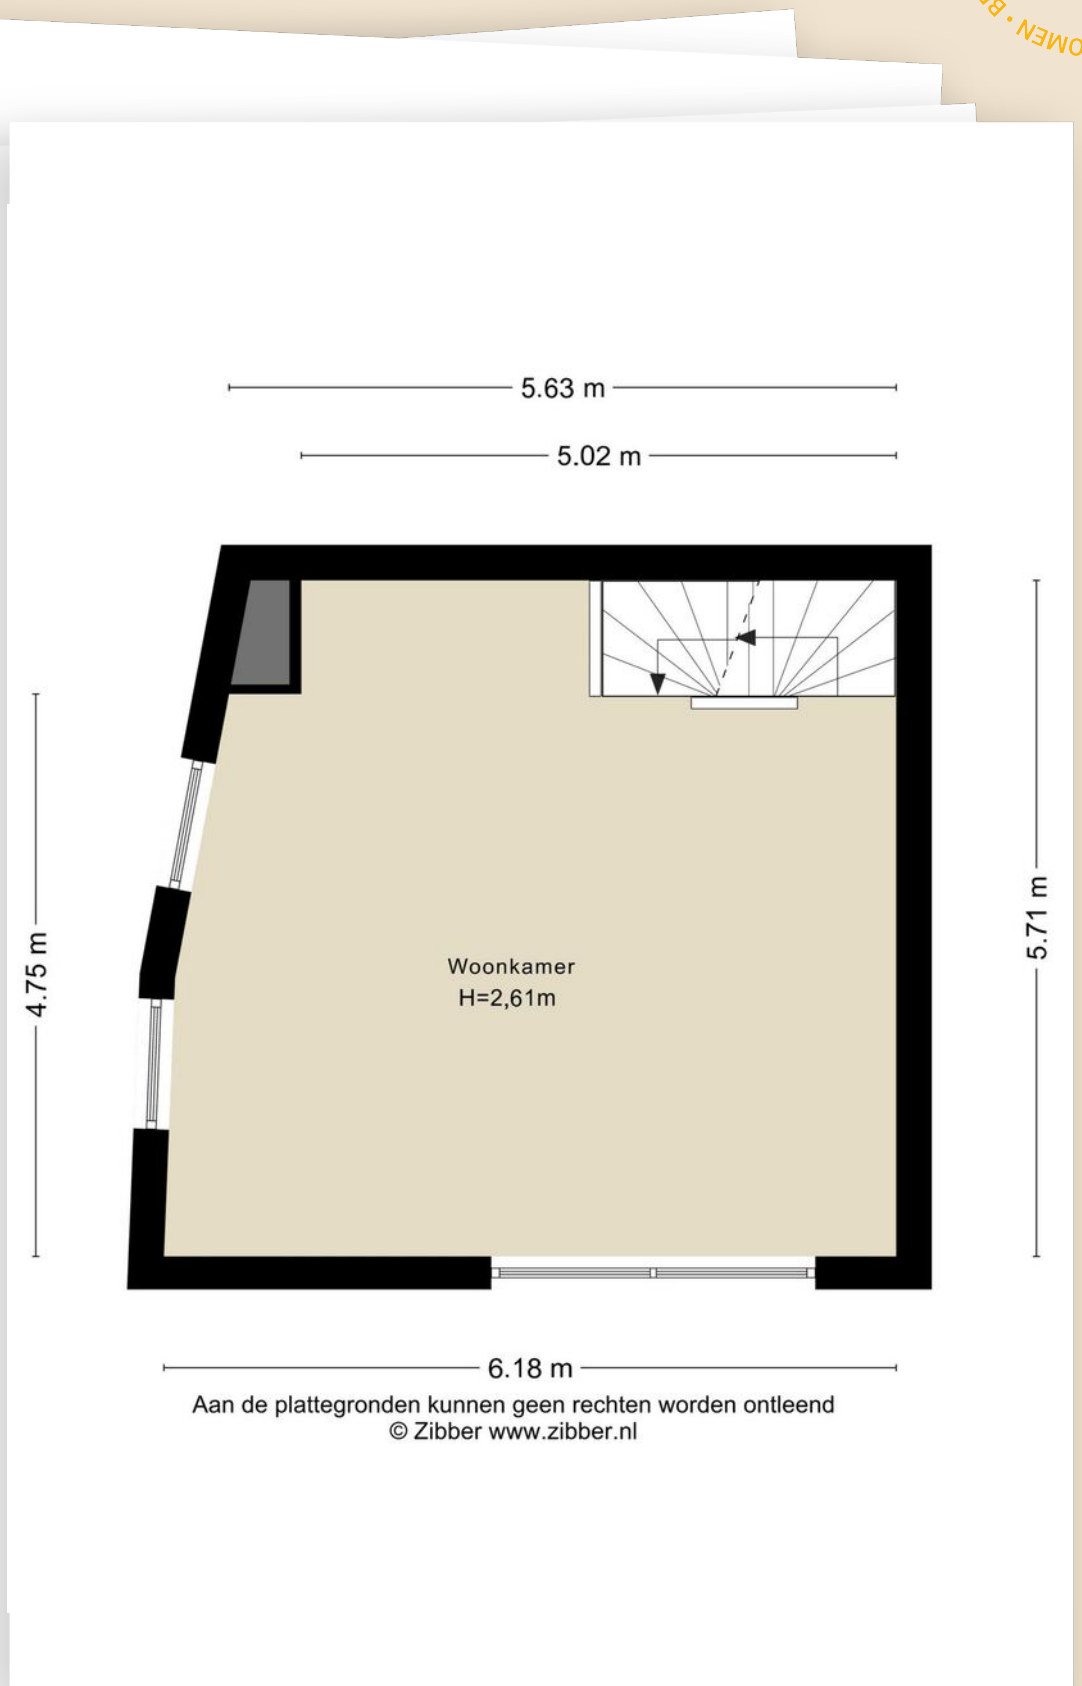 OMEN • B
5.63 m
5.02 m
4.75 m
5.71 m
Woonkamer
H=2,61m
6.18 m
Aan de plattegronden kunnen geen rechten worden ontleend
© Zibber www.zibber.nl